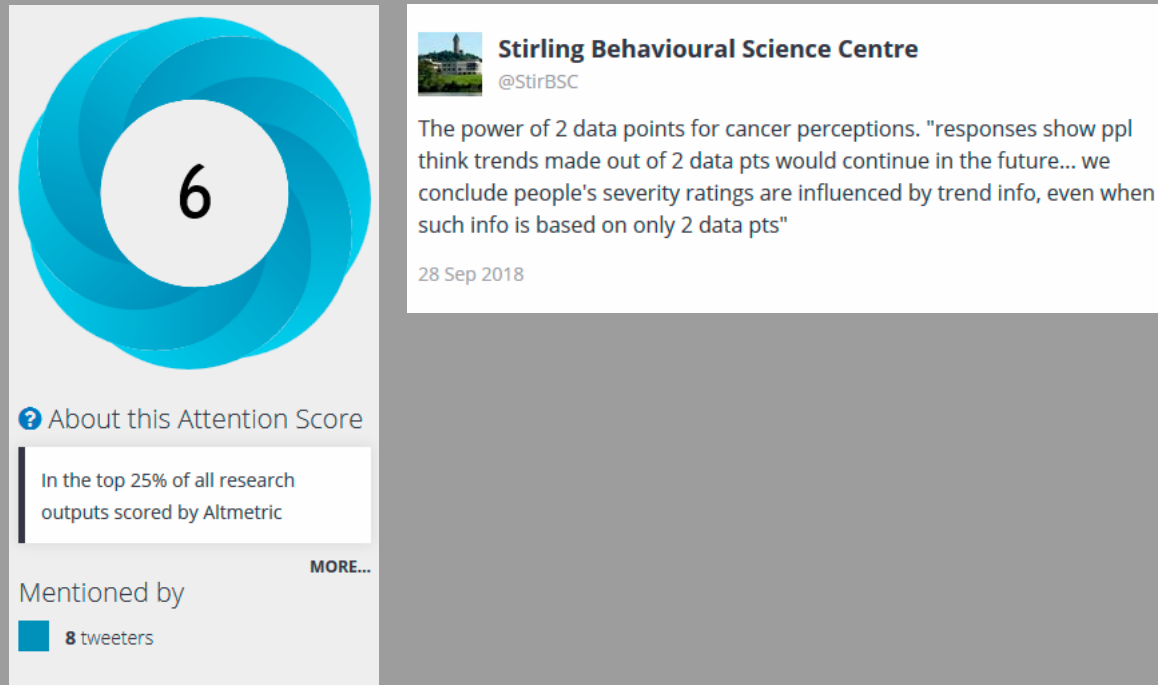 6
About this Attention Score
In the top 25% of all research
outputs scored by Altmetric
MORE...
Mentioned by
8 tweeters
Stirling Behavioural Science Centre
@StirBSC
The power of 2 data points for cancer perceptions. "responses show ppl
think trends made out of 2 data pts would continue in the future... we
conclude people's severity ratings are influenced by trend info, even when
such info is based on only 2 data pts"
28 Sep 2018